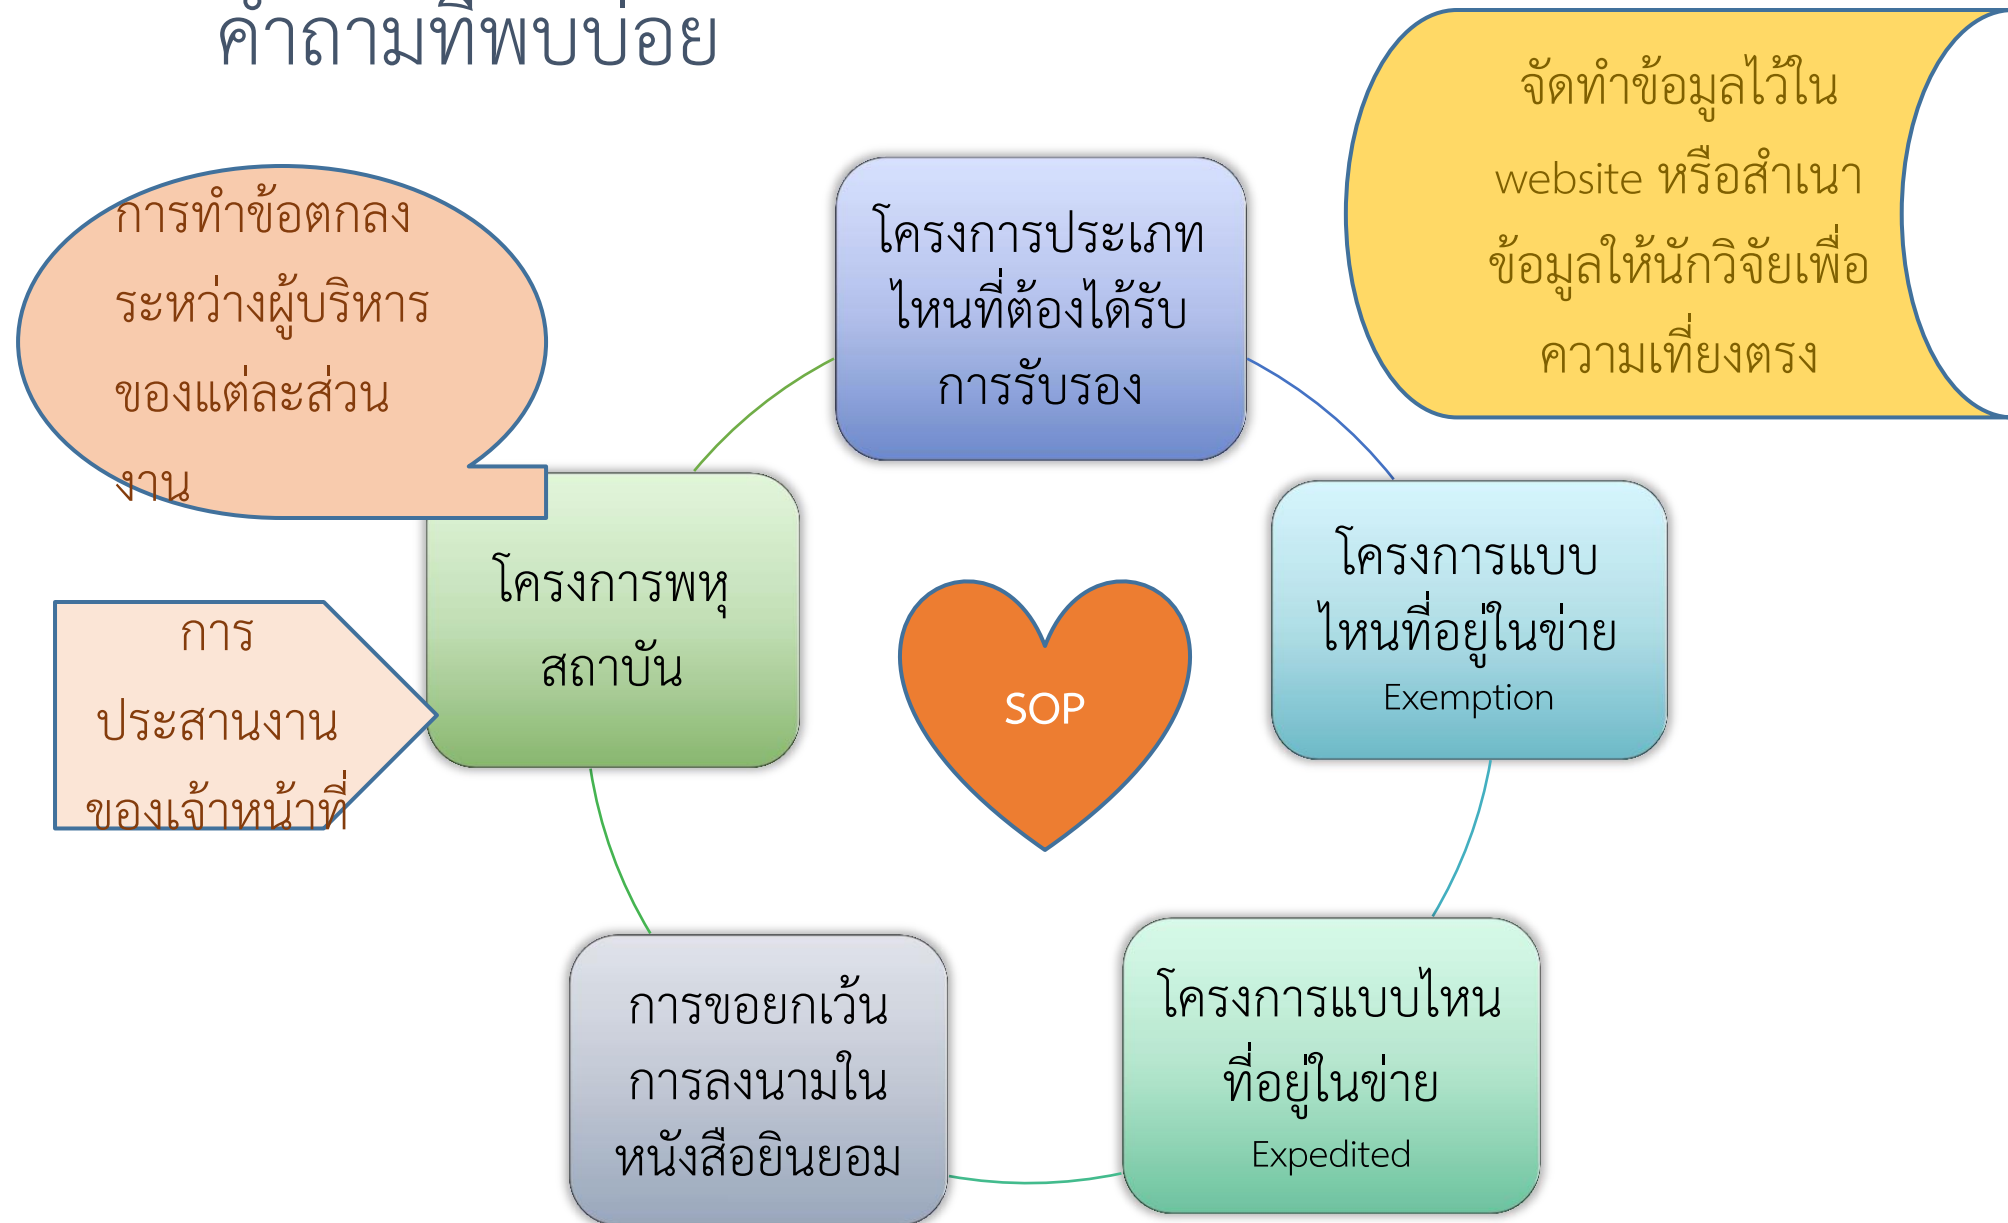 คำถามที่พบบ่อย
จัดทำข้อมูลไว้ใน
website หรือสำเนา
ข้อมูลให้นักวิจัยเพื่อ
ความเที่ยงตรง
การทำข้อตกลง
ระหว่างผู้บริหาร
ของแต่ละส่วน
งาน
โครงการประเภท
ไหนที่ต้องได้รับ
การรับรอง
โครงการแบบ
ไหนที่อยู่ในข่าย
Exemption
โครงการพหุ
สถาบัน
SOP
การ
ประสานงาน
ของเจ้าหน้าที่
โครงการแบบไหน
ที่อยู่ในข่าย
Expedited
การขอยกเว้น
การลงนามใน
หนังสือยินยอม